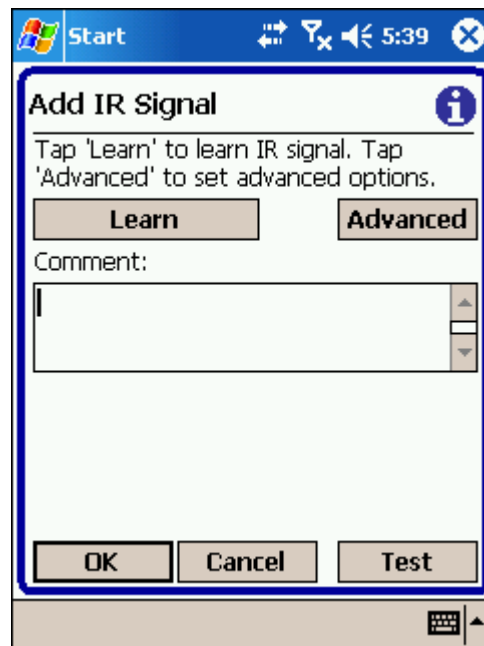 Start 5:39
Add IR Signal
Tap 'Learn' to learn IR signal. Tap
'Advanced' to set advanced options.
Learn Advanced
Comment:
OK Cancel Test